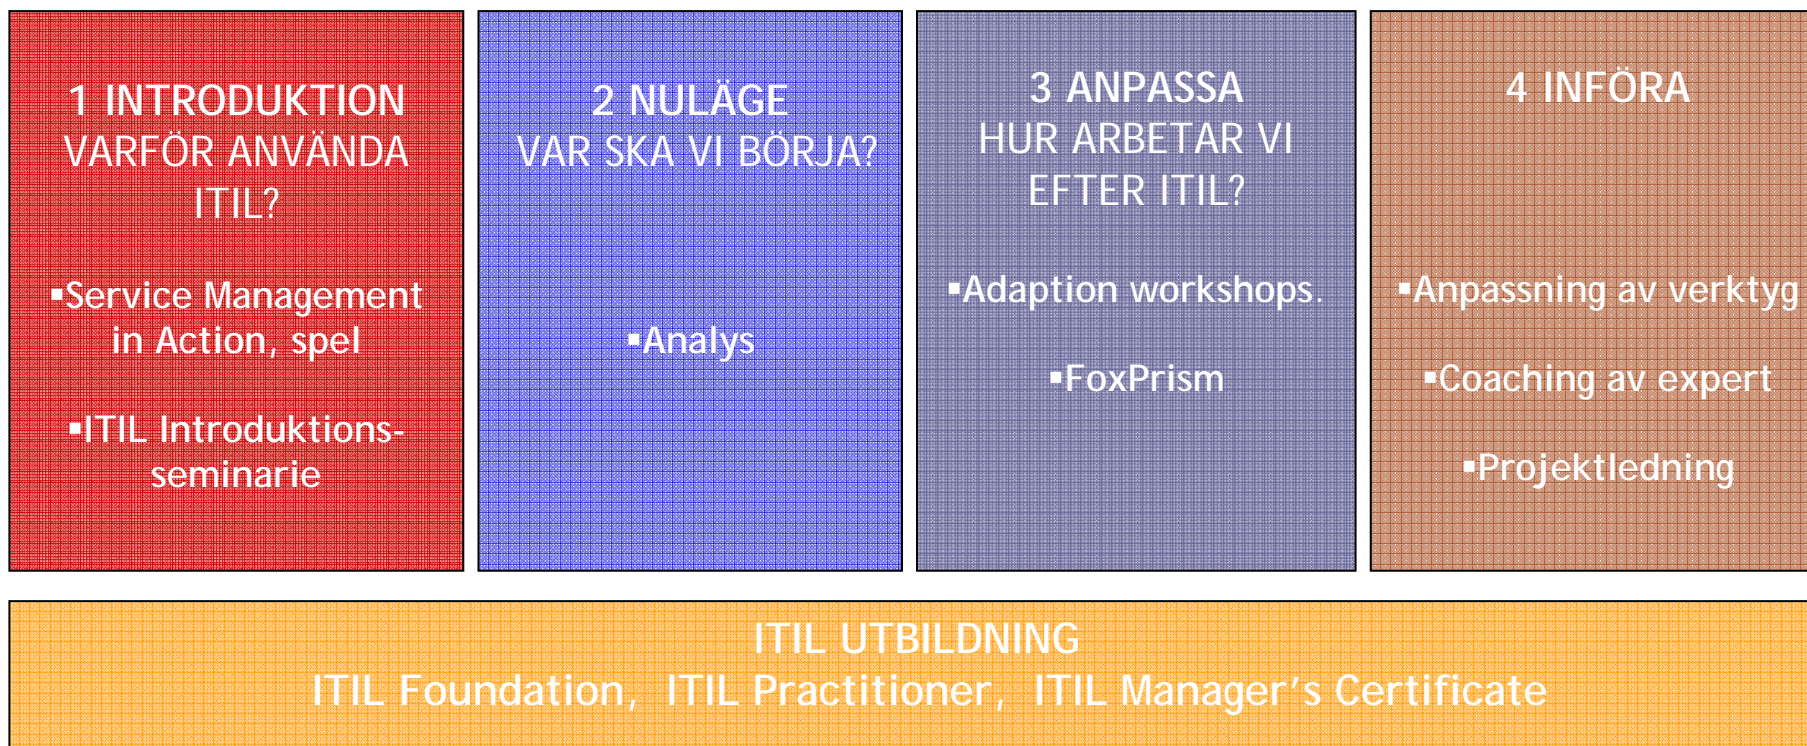 1 INTRODUKTION
VARFÖR ANVÄNDA
ITIL?
▪Service Management
in Action, spel
▪ITIL Introduktions-
seminarie
2 NULÄGE
VAR SKA VI BÖRJA?
▪Analys
3 ANPASSA
HUR ARBETAR VI
EFTER ITIL?
▪Adaption workshops.
▪FoxPrism
4 INFÖRA
▪Anpassning av verktyg
▪Coaching av expert
▪Projektledning
ITIL UTBILDNING
ITIL Foundation, ITIL Practitioner, ITIL Manager’s Certificate